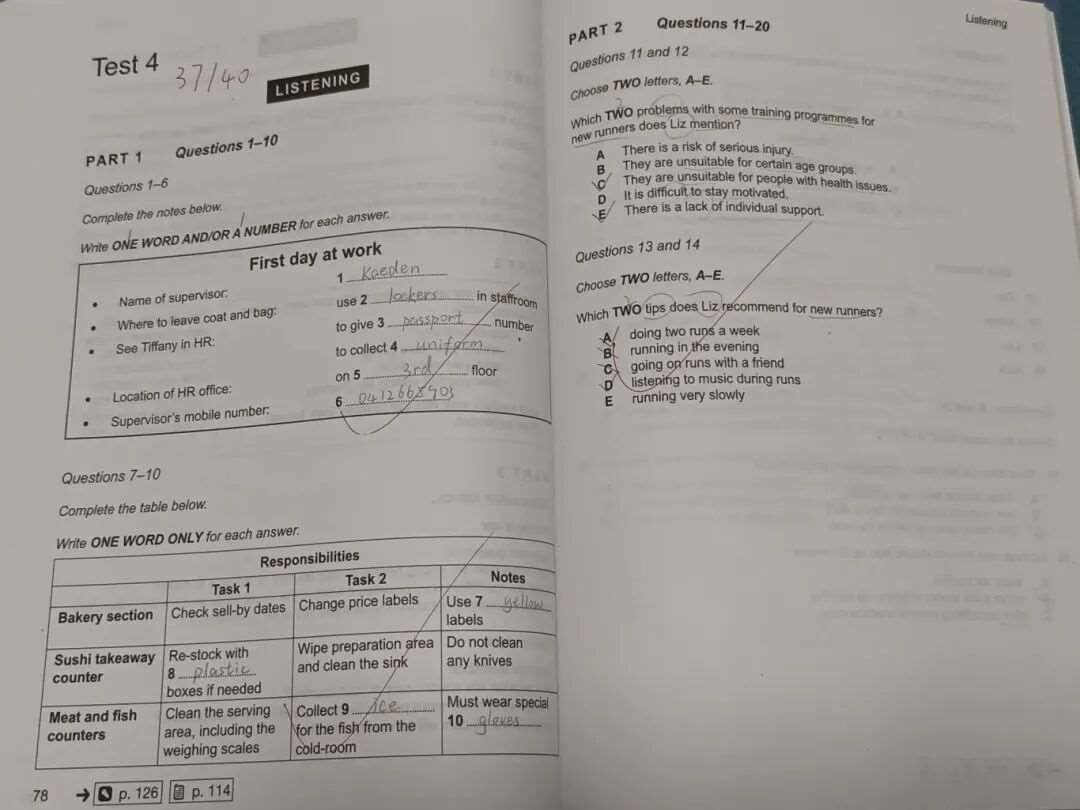 Test 4
37/40
LISTENING
PART 1 Questions 1–10
Questions 1–6
Complete the notes below.
Write ONE WORD AND/OR A NUMBER for each answer.
First day at work
• Name of supervisor: 1 Kaeden
• Where to leave coat and bag: use 2 lockers in staffroom
• See Tiffany in HR: to give 3 passport number
to collect 4 uniform
• Location of HR office: on 5 3rd floor
• Supervisor's mobile number: 6
Questions 7–10
Complete the table below.
Write ONE WORD ONLY for each answer.
Responsibilities
Task 1 Task 2 Notes
Bakery section Check sell-by dates Change price labels Use 7 yellow
labels
Sushi takeaway Re-stock with Wipe preparation area Do not clean
counter 8 plastic and clean the sink any knives
boxes if needed
Meat and fish Clean the serving Collect 9 ice Must wear special
counters area, including the for the fish from the 10 gloves
weighing scales cold-room
78 p. 126 p. 114
Listening
PART 2 Questions 11–20
Questions 11 and 12
Choose TWO letters, A–E.
Which TWO problems with some training programmes for
new runners does Liz mention?
A There is a risk of serious injury.
B They are unsuitable for certain age groups.
C They are unsuitable for people with health issues.
D It is difficult to stay motivated.
E There is a lack of individual support.
Questions 13 and 14
Choose TWO letters, A–E.
Which TWO tips does Liz recommend for new runners?
A doing two runs a week
B running in the evening
C going on runs with a friend
D listening to music during runs
E running very slowly